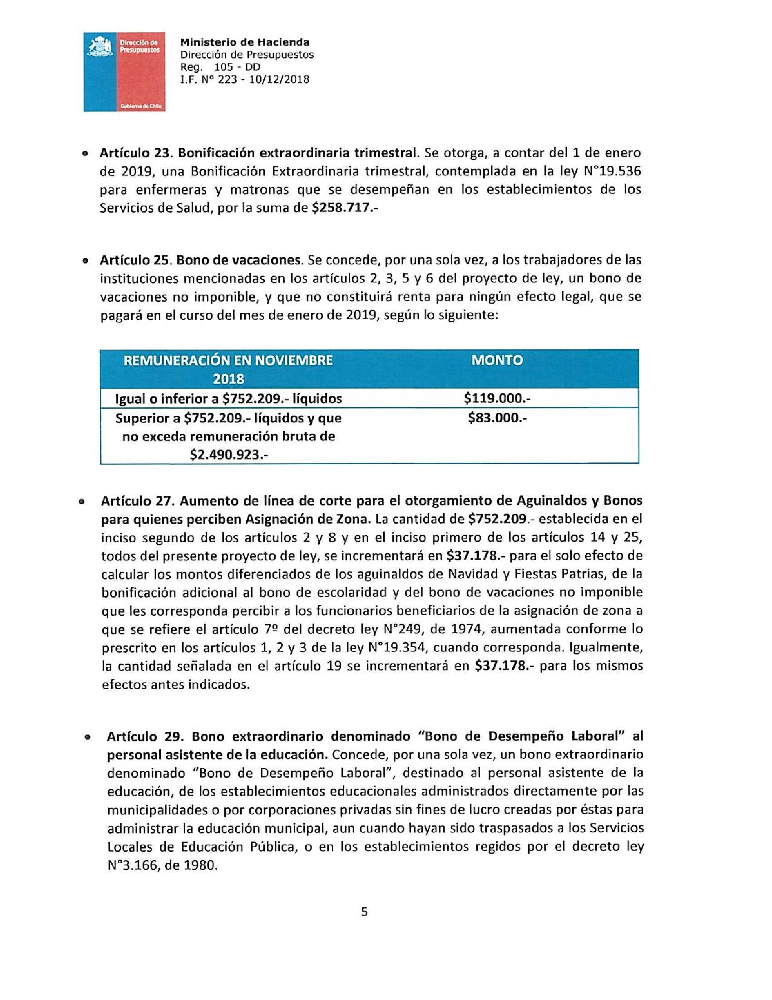 Dirección de
Presupuestos
Gobierno de Chile
Ministerio de Hacienda
Dirección de Presupuestos
Reg. 105 - DD
I.F. Nº 223 - 10/12/2018
• Artículo 23. Bonificación extraordinaria trimestral. Se otorga, a contar del 1 de enero
de 2019, una Bonificación Extraordinaria trimestral, contemplada en la ley N°19.536
para enfermeras y matronas que se desempeñan en los establecimientos de los
Servicios de Salud, por la suma de $258.717.-
• Artículo 25. Bono de vacaciones. Se concede, por una sola vez, a los trabajadores de las
instituciones mencionadas en los artículos 2, 3, 5 y 6 del proyecto de ley, un bono de
vacaciones no imponible, y que no constituirá renta para ningún efecto legal, que se
pagará en el curso del mes de enero de 2019, según lo siguiente:
REMUNERACIÓN EN NOVIEMBRE
2018
MONTO
Igual o inferior a $752.209.- líquidos
$119.000.-
Superior a $752.209.- líquidos y que
no exceda remuneración bruta de
$2.490.923.-
$83.000.-
• Artículo 27. Aumento de línea de corte para el otorgamiento de Aguinaldos y Bonos
para quienes perciben Asignación de Zona. La cantidad de $752.209.- establecida en el
inciso segundo de los artículos 2 y 8 y en el inciso primero de los artículos 14 y 25,
todos del presente proyecto de ley, se incrementará en $37.178.- para el solo efecto de
calcular los montos diferenciados de los aguinaldos de Navidad y Fiestas Patrias, de la
bonificación adicional al bono de escolaridad y del bono de vacaciones no imponible
que les corresponda percibir a los funcionarios beneficiarios de la asignación de zona a
que se refiere el artículo 7º del decreto ley N°249, de 1974, aumentada conforme lo
prescrito en los artículos 1, 2 y 3 de la ley N°19.354, cuando corresponda. Igualmente,
la cantidad señalada en el artículo 19 se incrementará en $37.178.- para los mismos
efectos antes indicados.
• Artículo 29. Bono extraordinario denominado “Bono de Desempeño Laboral” al
personal asistente de la educación. Concede, por una sola vez, un bono extraordinario
denominado “Bono de Desempeño Laboral”, destinado al personal asistente de la
educación, de los establecimientos educacionales administrados directamente por las
municipalidades o por corporaciones privadas sin fines de lucro creadas por éstas para
administrar la educación municipal, aun cuando hayan sido traspasados a los Servicios
Locales de Educación Pública, o en los establecimientos regidos por el decreto ley
N°3.166, de 1980.
5